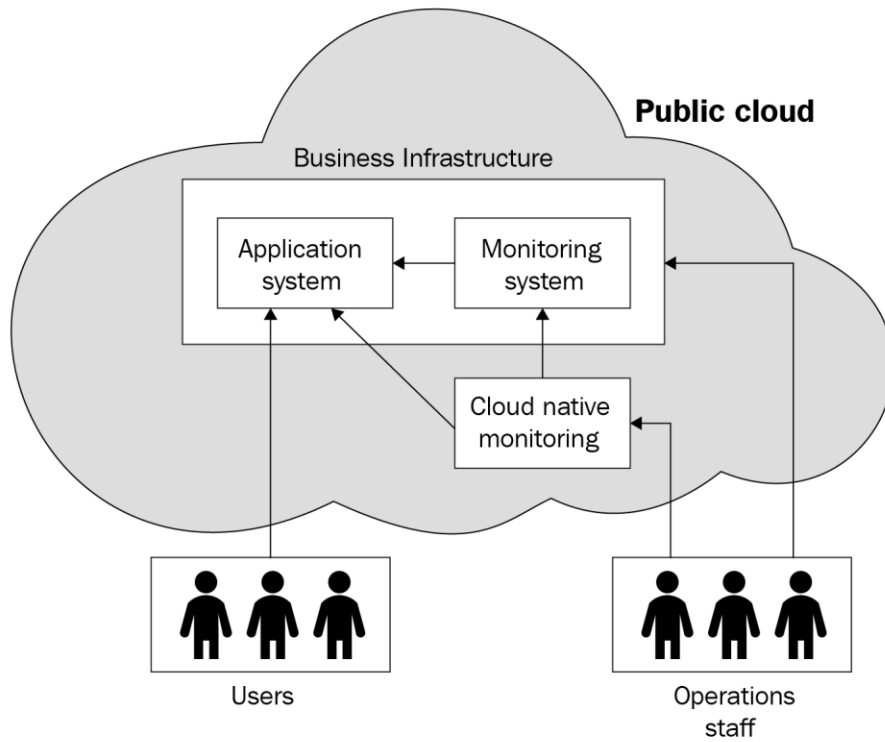 Public cloud
Business Infrastructure
Application
system
Monitoring
system
Cloud native
monitoring
Users
Operations
staff